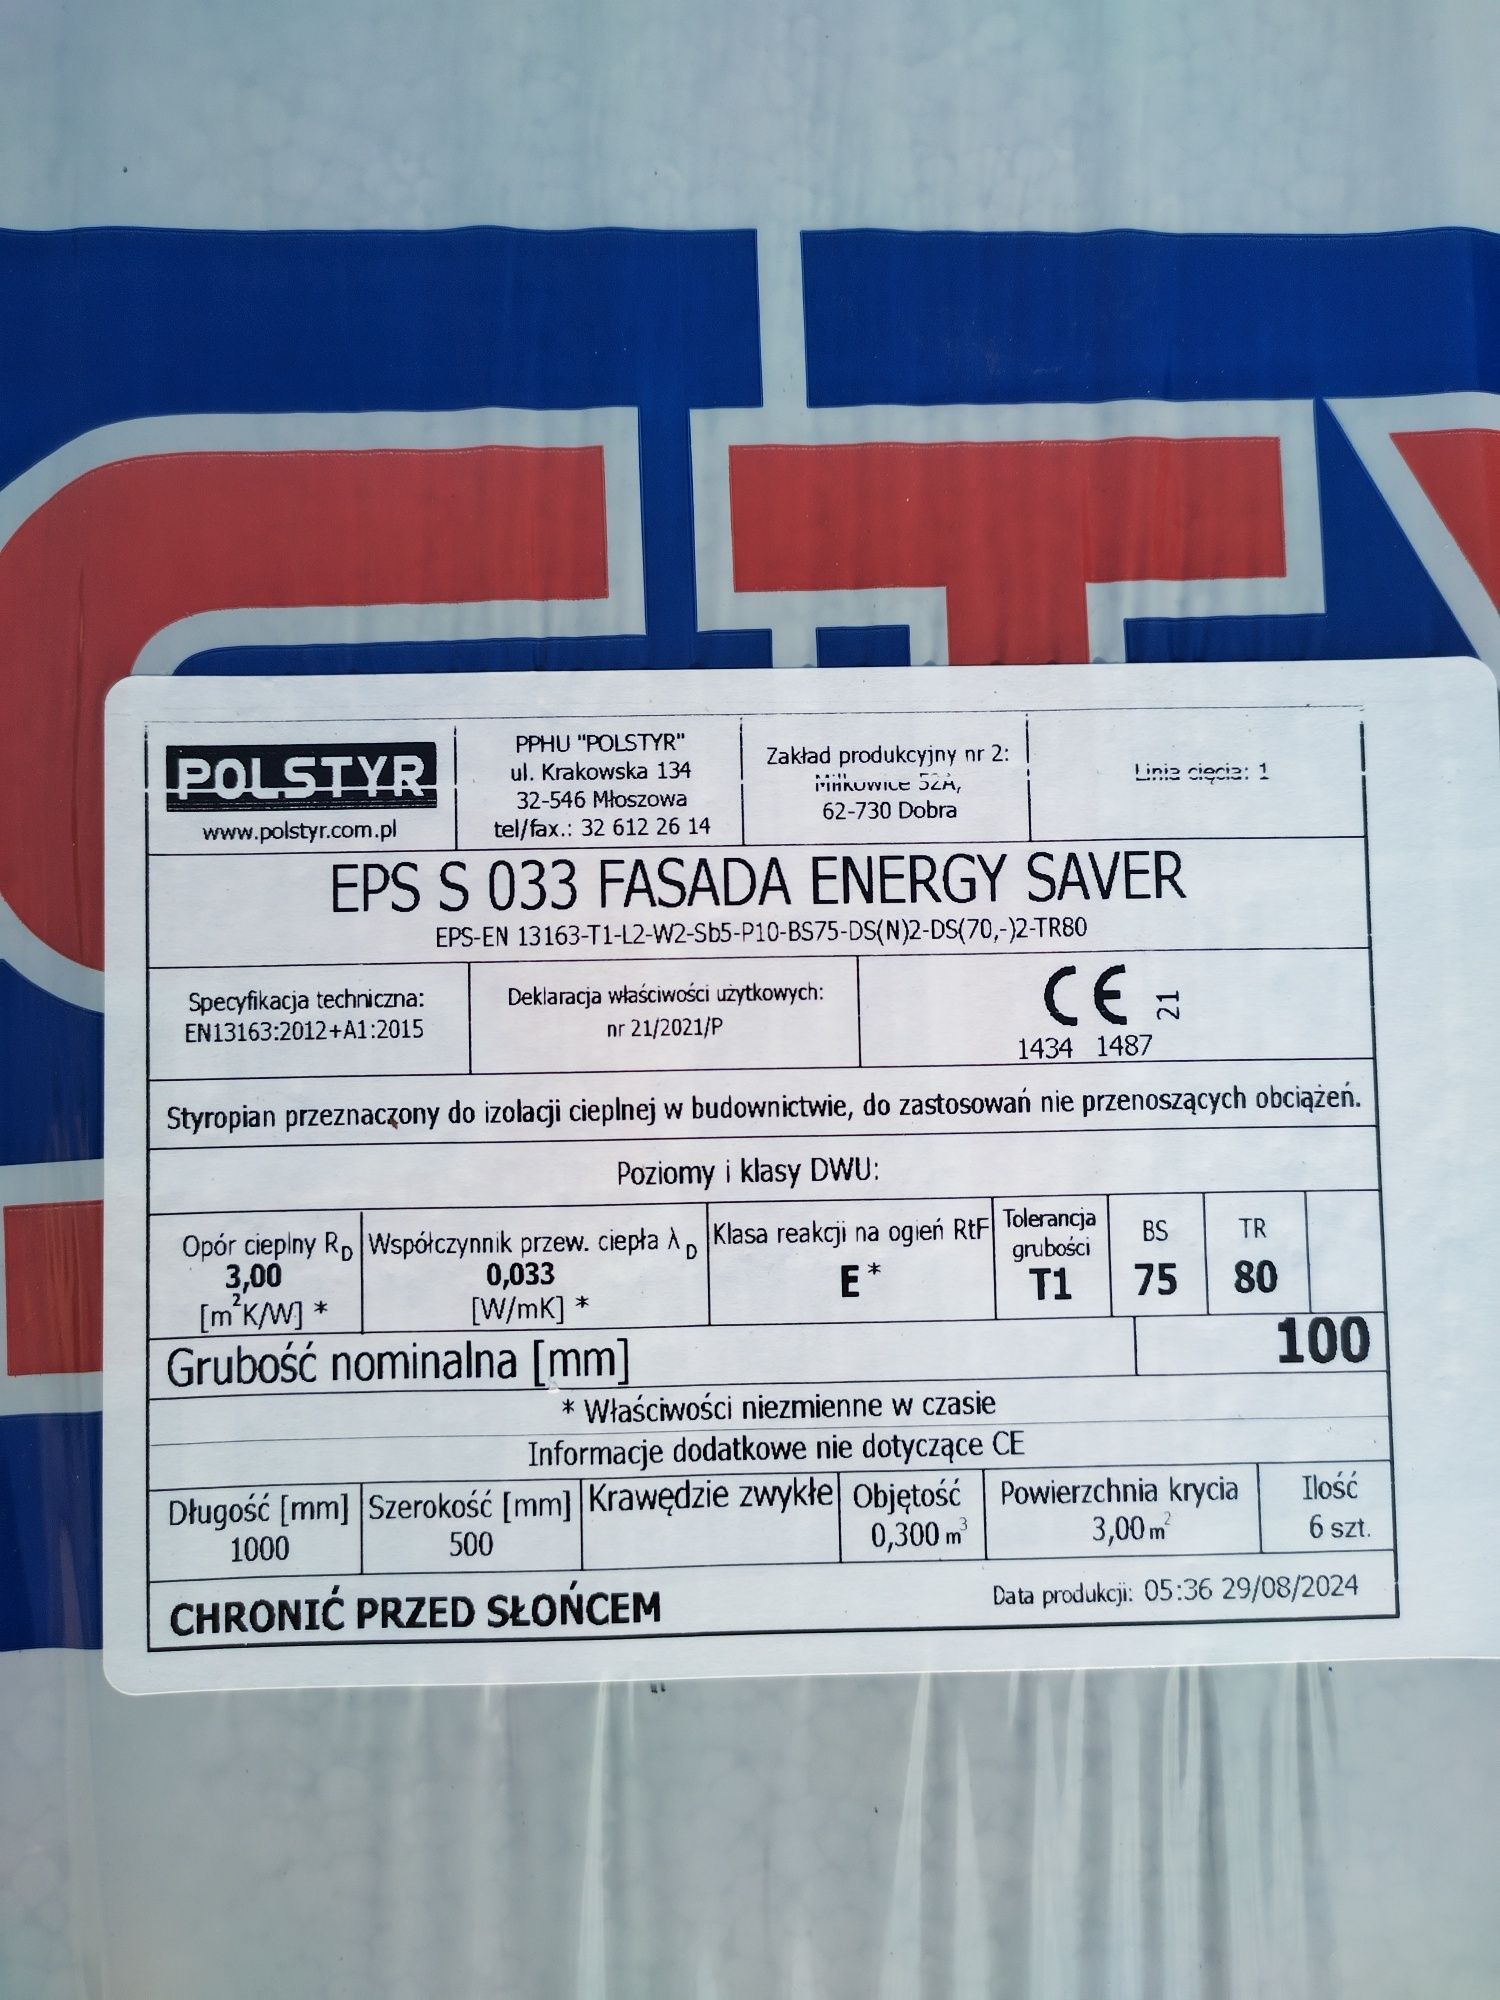 POLSTYR
www.polstyr.com.pl
PPHU "POLSTYR"
ul. Krakowska 134
32-546 Młoszowa
tel/fax.: 32 612 26 14
Zakład produkcyjny nr 2:
Miłkowice 52A,
62-730 Dobra
Linia cięcia: 1
EPS S 033 FASADA ENERGY SAVER
EPS-EN 13163-T1-L2-W2-Sb5-P10-BS75-DS(N)2-DS(70,-)2-TR80
Specyfikacja techniczna:
EN13163:2012+A1:2015
Deklaracja właściwości użytkowych:
nr 21/2021/P
CE 21
1434 1487
Styropian przeznaczony do izolacji cieplnej w budownictwie, do zastosowań nie przenoszących obciążeń.
Poziomy i klasy DWU:
Opór cieplny R_D
3,00
[m²K/W] *
Współczynnik przew. ciepła λ_D
0,033
[W/mK] *
Klasa reakcji na ogień RtF
E *
Tolerancja
grubości
T1
BS
75
TR
80
Grubość nominalna [mm] 100
* Właściwości niezmienne w czasie
Informacje dodatkowe nie dotyczące CE
Długość [mm]
1000
Szerokość [mm]
500
Krawędzie zwykłe
Objętość
0,300 m³
Powierzchnia krycia
3,00 m²
Ilość
6 szt.
CHRONIĆ PRZED SŁOŃCEM
Data produkcji: 05:36 29/08/2024